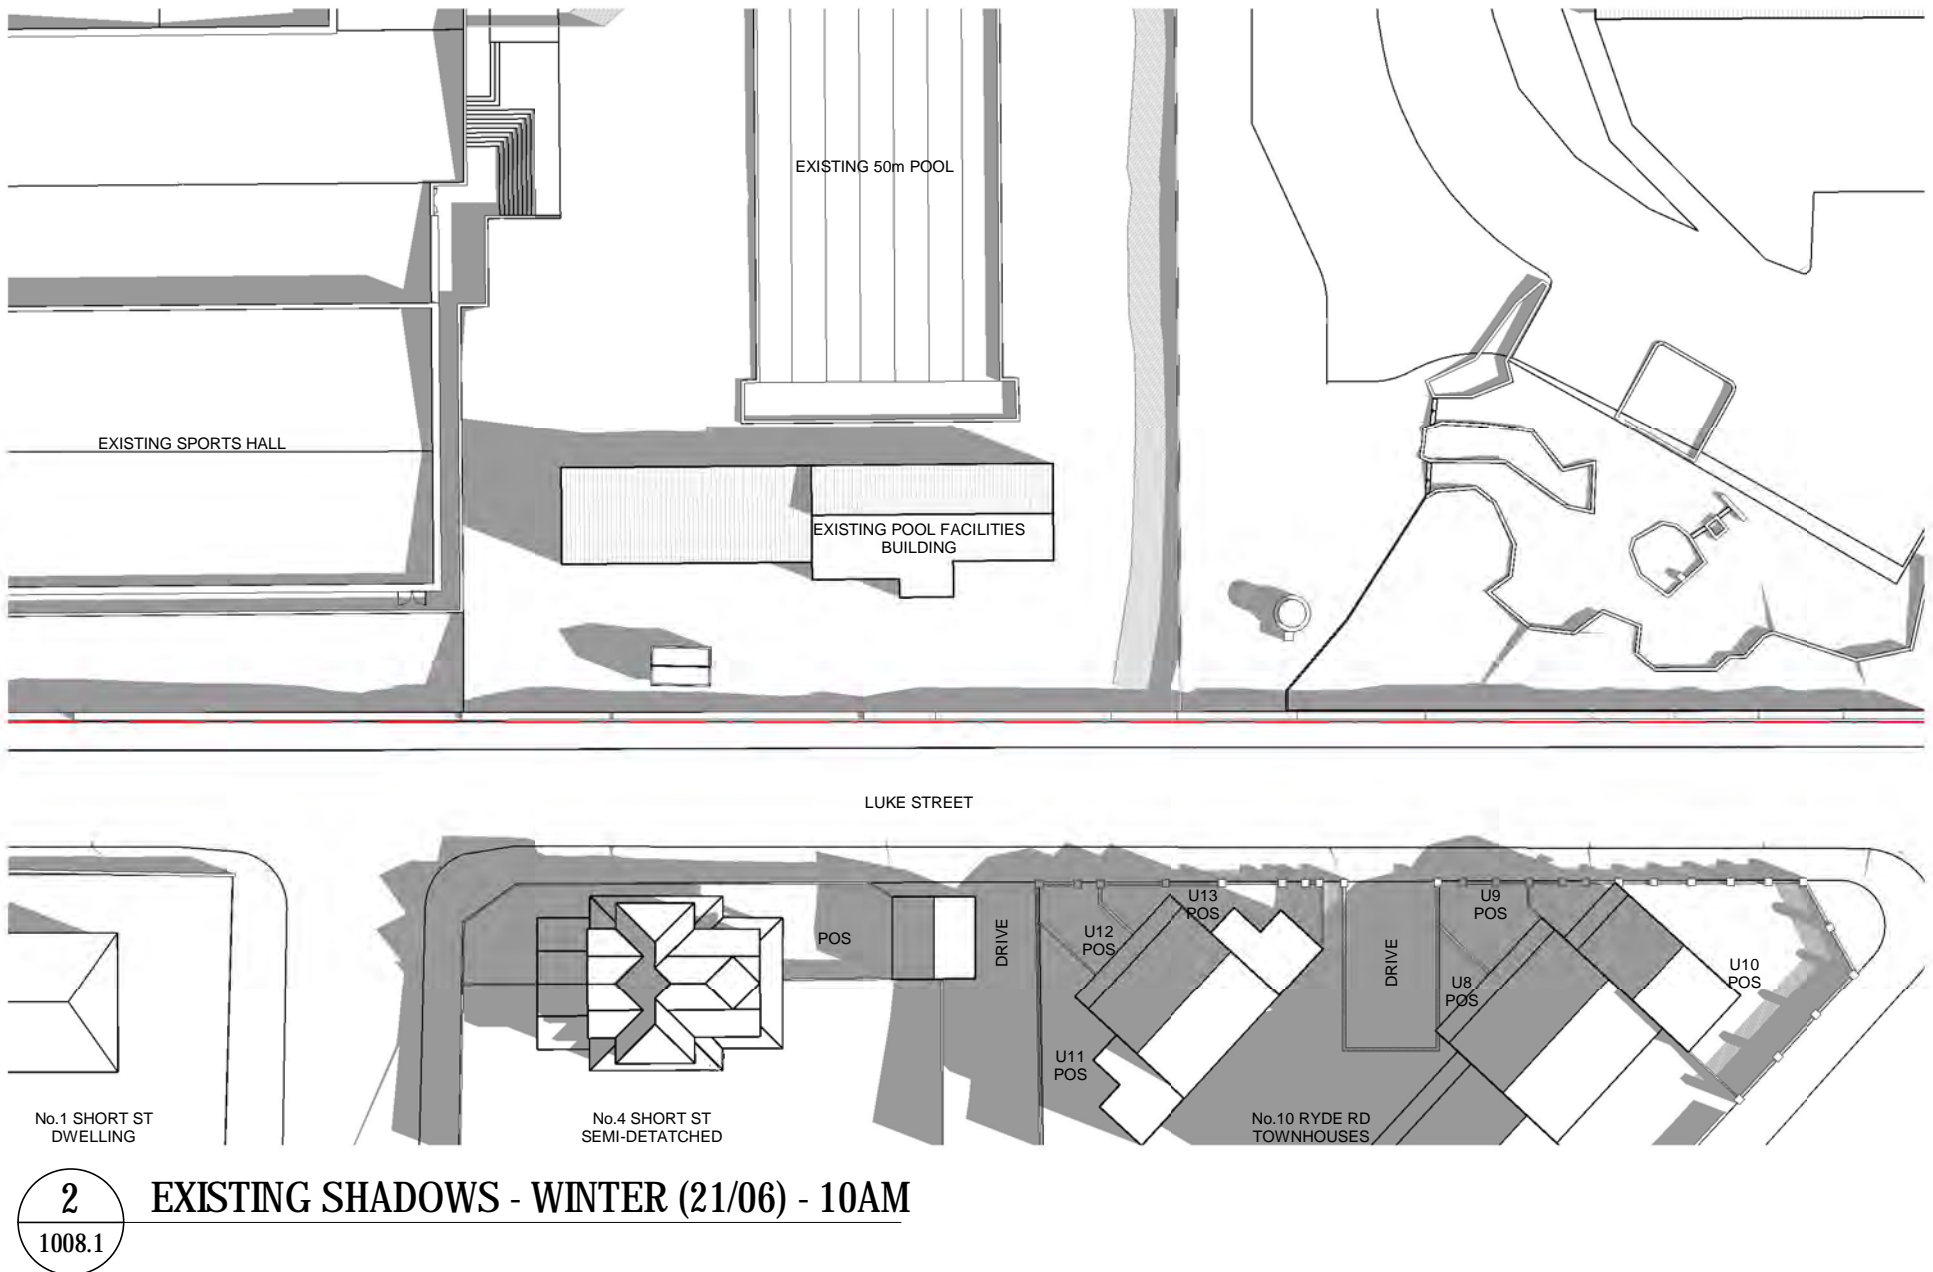 EXISTING 50m POOL
EXISTING SPORTS HALL
EXISTING POOL FACILITIES
BUILDING
LUKE STREET
POS
DRIVE
U12
POS
U13
POS
U11
POS
DRIVE
U9
POS
U8
POS
U10
POS
No.1 SHORT ST
DWELLING
No.4 SHORT ST
SEMI-DETATCHED
No.10 RYDE RD
TOWNHOUSES
2
1008.1
EXISTING SHADOWS - WINTER (21/06) - 10AM